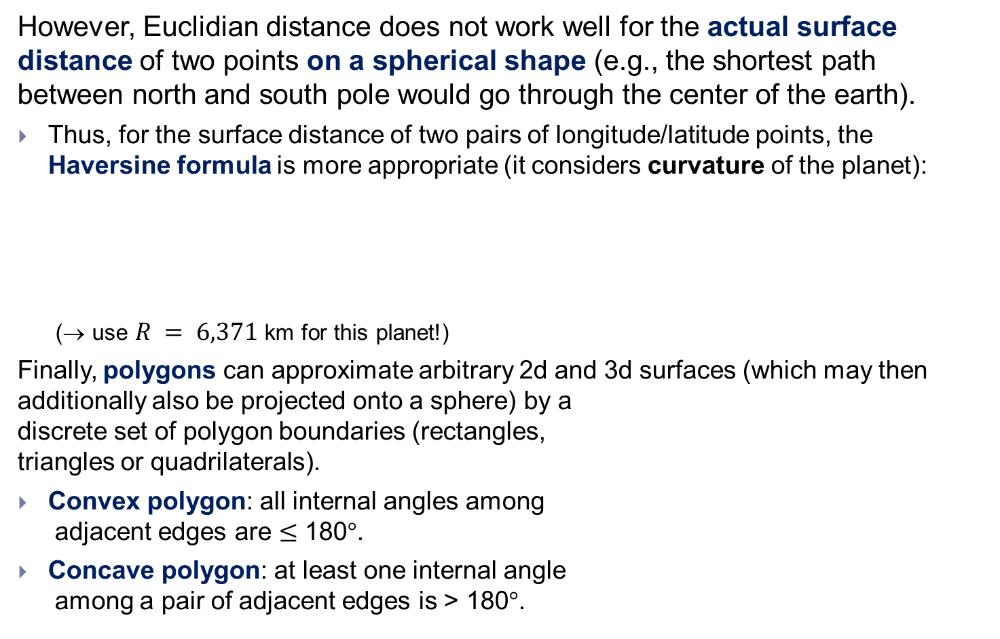 However, Euclidian distance does not work well for the actual surface
distance of two points on a spherical shape (e.g., the shortest path
between north and south pole would go through the center of the earth).
Thus, for the surface distance of two pairs of longitude/latitude points, the
Haversine formula is more appropriate (it considers curvature of the planet):
(→ use R = 6,371 km for this planet!)
Finally, polygons can approximate arbitrary 2d and 3d surfaces (which may then
additionally also be projected onto a sphere) by a
discrete set of polygon boundaries (rectangles,
triangles or quadrilaterals).
Convex polygon: all internal angles among
adjacent edges are ≤ 180°.
Concave polygon: at least one internal angle
among a pair of adjacent edges is > 180°.